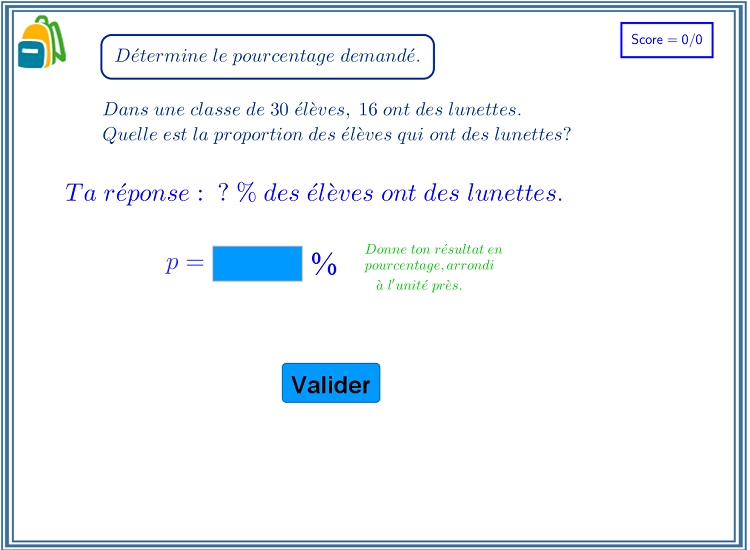 Détermine le pourcentage demandé.
Score = 0/0
Dans une classe de 30 élèves, 16 ont des lunettes.
Quelle est la proportion des élèves qui ont des lunettes?
Ta réponse : ? % des élèves ont des lunettes.
p = %
Donne ton résultat en
pourcentage, arrondi
à l'unité près.
Valider